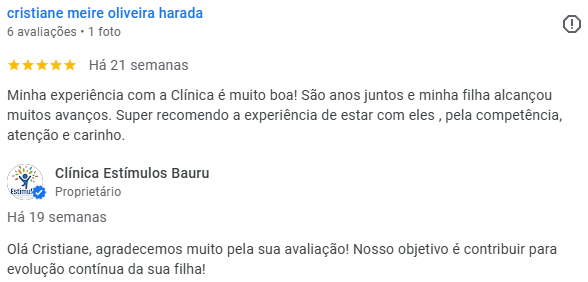 cristiane meire oliveira harada
6 avaliações • 1 foto
Há 21 semanas
Minha experiência com a Clínica é muito boa! São anos juntos e minha filha alcançou
muitos avanços. Super recomendo a experiência de estar com eles , pela competência,
atenção e carinho.
Clínica Estímulos Bauru
Proprietário
Há 19 semanas
Olá Cristiane, agradecemos muito pela sua avaliação! Nosso objetivo é contribuir para
evolução contínua da sua filha!